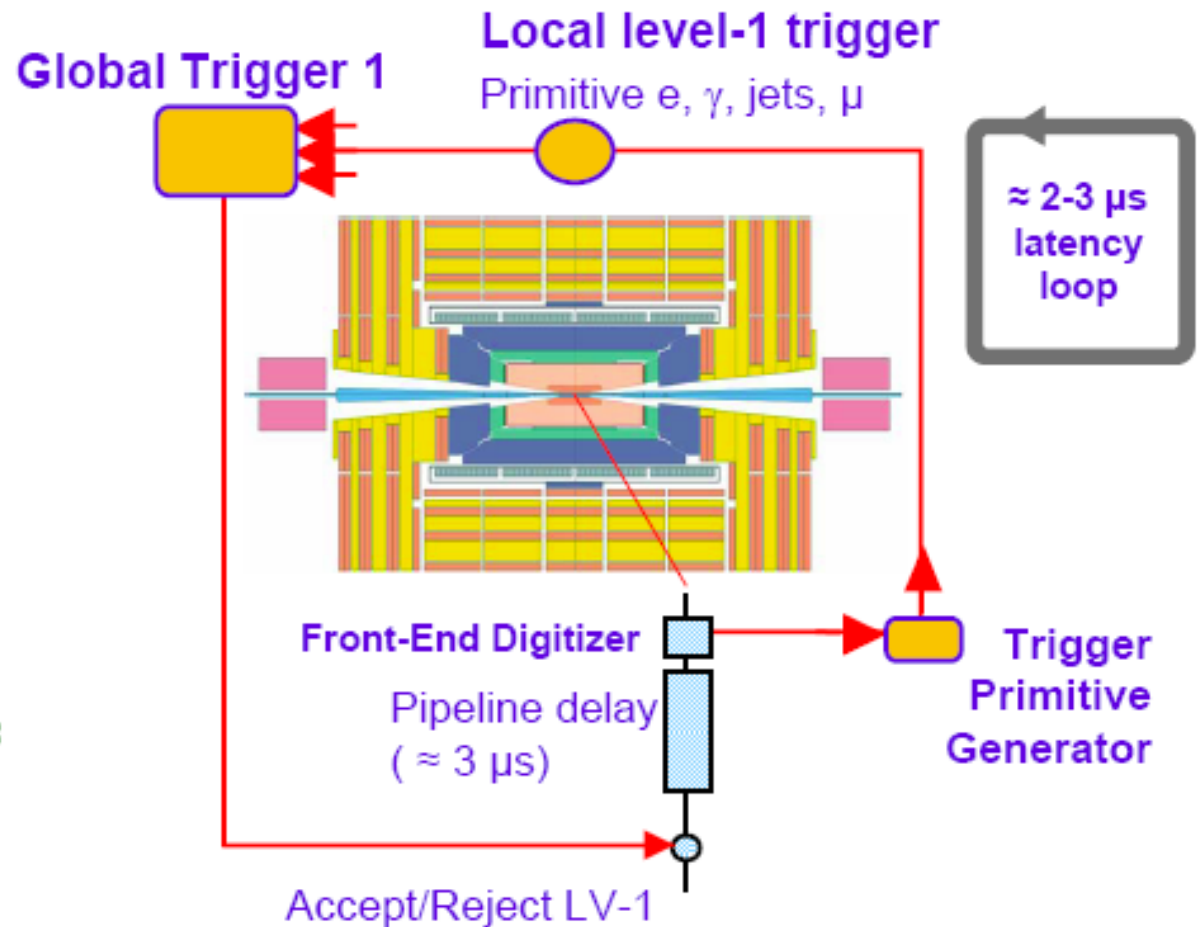 Local level-1 trigger
Global Trigger 1
Primitive e, γ, jets, μ
≈ 2-3 µs
latency
loop
Front-End Digitizer
Trigger
Primitive
Generator
Pipeline delay
( ≈ 3 µs)
Accept/Reject LV-1